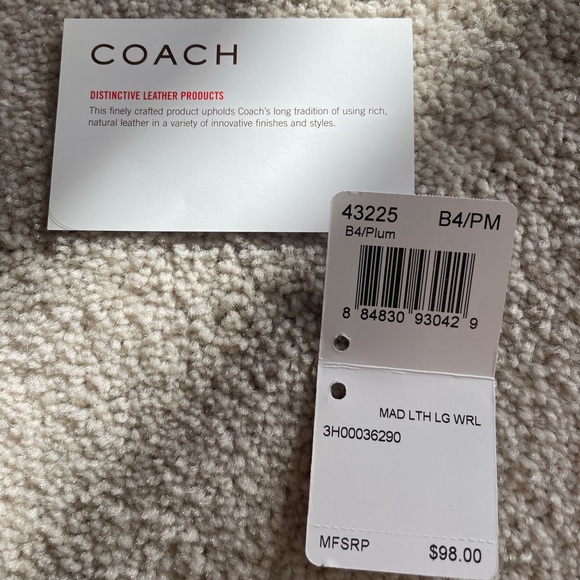 COACH
DISTINCTIVE LEATHER PRODUCTS
This finely crafted product upholds Coach's long tradition of using rich,
natural leather in a variety of innovative finishes and styles.
43225 B4/PM
B4/Plum
8 84830 93042 9
MAD LTH LG WRL
3H00036290
MFSRP $98.00